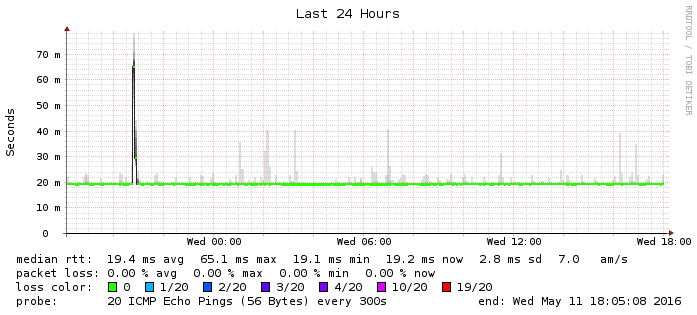 Last 24 Hours
RRDTOOL / TOBI OETIKER
Seconds
70 m
60 m
50 m
40 m
30 m
20 m
10 m
0
Wed 00:00 Wed 06:00 Wed 12:00 Wed 18:00
median rtt: 19.4 ms avg 65.1 ms max 19.1 ms min 19.2 ms now 2.8 ms sd 7.0 am/s
packet loss: 0.00 % avg 0.00 % max 0.00 % min 0.00 % now
loss color: 0 1/20 2/20 3/20 4/20 10/20 19/20
probe: 20 ICMP Echo Pings (56 Bytes) every 300s end: Wed May 11 18:05:08 2016